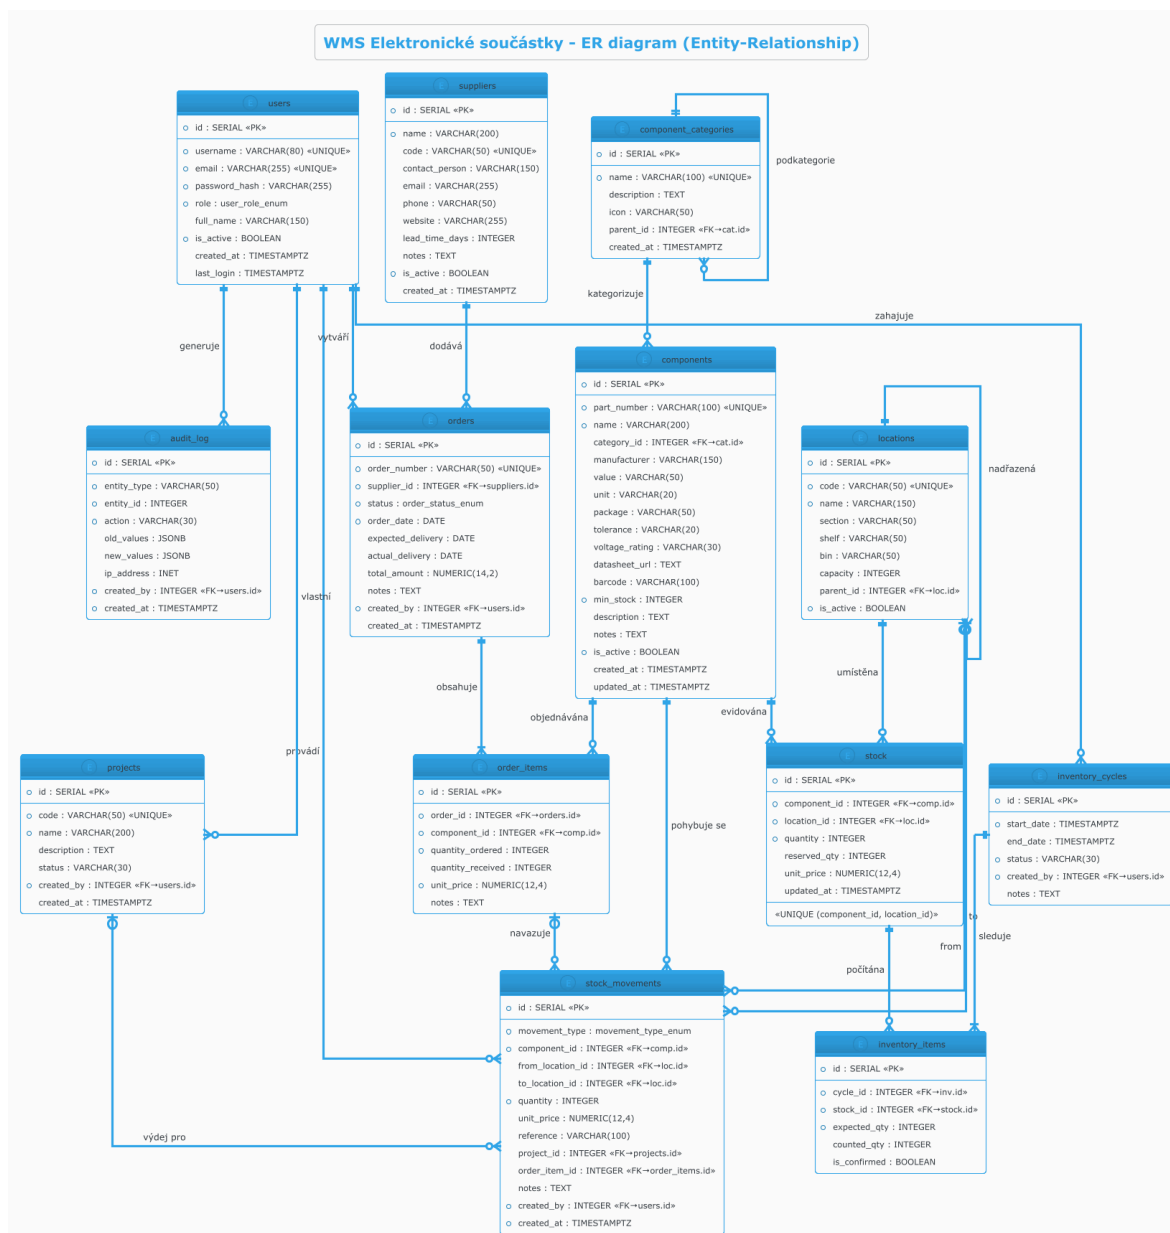 WMS Elektronické součástky - ER diagram (Entity-Relationship)
users
id : SERIAL «PK»
username : VARCHAR(80) «UNIQUE»
email : VARCHAR(255) «UNIQUE»
password_hash : VARCHAR(255)
role : user_role_enum
full_name : VARCHAR(150)
is_active : BOOLEAN
created_at : TIMESTAMPTZ
last_login : TIMESTAMPTZ
suppliers
id : SERIAL «PK»
name : VARCHAR(200)
code : VARCHAR(50) «UNIQUE»
contact_person : VARCHAR(150)
email : VARCHAR(255)
phone : VARCHAR(50)
website : VARCHAR(255)
lead_time_days : INTEGER
notes : TEXT
is_active : BOOLEAN
created_at : TIMESTAMPTZ
component_categories
id : SERIAL «PK»
name : VARCHAR(100) «UNIQUE»
description : TEXT
icon : VARCHAR(50)
parent_id : INTEGER «FK→cat.id»
created_at : TIMESTAMPTZ
podkategorie
generuje
vytváří
dodává
kategorizuje
zahajuje
audit_log
id : SERIAL «PK»
entity_type : VARCHAR(50)
entity_id : INTEGER
action : VARCHAR(30)
old_values : JSONB
new_values : JSONB
ip_address : INET
created_by : INTEGER «FK→users.id»
created_at : TIMESTAMPTZ
vlastní
orders
id : SERIAL «PK»
order_number : VARCHAR(50) «UNIQUE»
supplier_id : INTEGER «FK→suppliers.id»
status : order_status_enum
order_date : DATE
expected_delivery : DATE
actual_delivery : DATE
total_amount : NUMERIC(14,2)
notes : TEXT
created_by : INTEGER «FK→users.id»
created_at : TIMESTAMPTZ
components
id : SERIAL «PK»
part_number : VARCHAR(100) «UNIQUE»
name : VARCHAR(200)
category_id : INTEGER «FK→cat.id»
manufacturer : VARCHAR(150)
value : VARCHAR(50)
unit : VARCHAR(20)
package : VARCHAR(50)
tolerance : VARCHAR(20)
voltage_rating : VARCHAR(30)
datasheet_url : TEXT
barcode : VARCHAR(100)
min_stock : INTEGER
description : TEXT
notes : TEXT
is_active : BOOLEAN
created_at : TIMESTAMPTZ
updated_at : TIMESTAMPTZ
locations
id : SERIAL «PK»
code : VARCHAR(50) «UNIQUE»
name : VARCHAR(150)
section : VARCHAR(50)
shelf : VARCHAR(50)
bin : VARCHAR(50)
capacity : INTEGER
parent_id : INTEGER «FK→loc.id»
is_active : BOOLEAN
nadřazená
obsahuje
objednávána
evidována
umístěna
provádí
pohybuje se
projects
id : SERIAL «PK»
code : VARCHAR(50) «UNIQUE»
name : VARCHAR(200)
description : TEXT
status : VARCHAR(30)
created_by : INTEGER «FK→users.id»
created_at : TIMESTAMPTZ
order_items
id : SERIAL «PK»
order_id : INTEGER «FK→orders.id»
component_id : INTEGER «FK→comp.id»
quantity_ordered : INTEGER
quantity_received : INTEGER
unit_price : NUMERIC(12,4)
notes : TEXT
stock
id : SERIAL «PK»
component_id : INTEGER «FK→comp.id»
location_id : INTEGER «FK→loc.id»
quantity : INTEGER
reserved_qty : INTEGER
unit_price : NUMERIC(12,4)
updated_at : TIMESTAMPTZ
«UNIQUE (component_id, location_id)»
inventory_cycles
id : SERIAL «PK»
start_date : TIMESTAMPTZ
end_date : TIMESTAMPTZ
status : VARCHAR(30)
created_by : INTEGER «FK→users.id»
notes : TEXT
navazuje
to
from
sleduje
počítána
výdej pro
stock_movements
id : SERIAL «PK»
movement_type : movement_type_enum
component_id : INTEGER «FK→comp.id»
from_location_id : INTEGER «FK→loc.id»
to_location_id : INTEGER «FK→loc.id»
quantity : INTEGER
unit_price : NUMERIC(12,4)
reference : VARCHAR(100)
project_id : INTEGER «FK→projects.id»
order_item_id : INTEGER «FK→order_items.id»
notes : TEXT
created_by : INTEGER «FK→users.id»
created_at : TIMESTAMPTZ
inventory_items
id : SERIAL «PK»
cycle_id : INTEGER «FK→inv.id»
stock_id : INTEGER «FK→stock.id»
expected_qty : INTEGER
counted_qty : INTEGER
is_confirmed : BOOLEAN